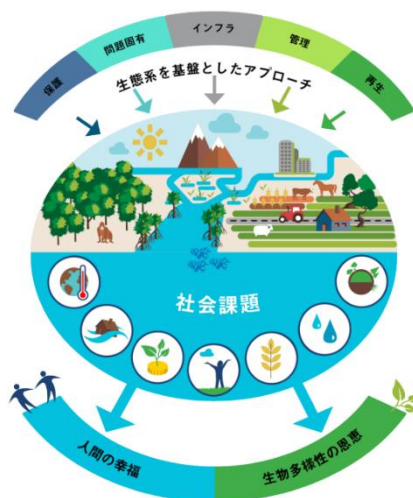 保護
問題固有
インフラ
管理
再生
生態系を基盤としたアプローチ
社会課題
人間の幸福
生物多様性の恩恵